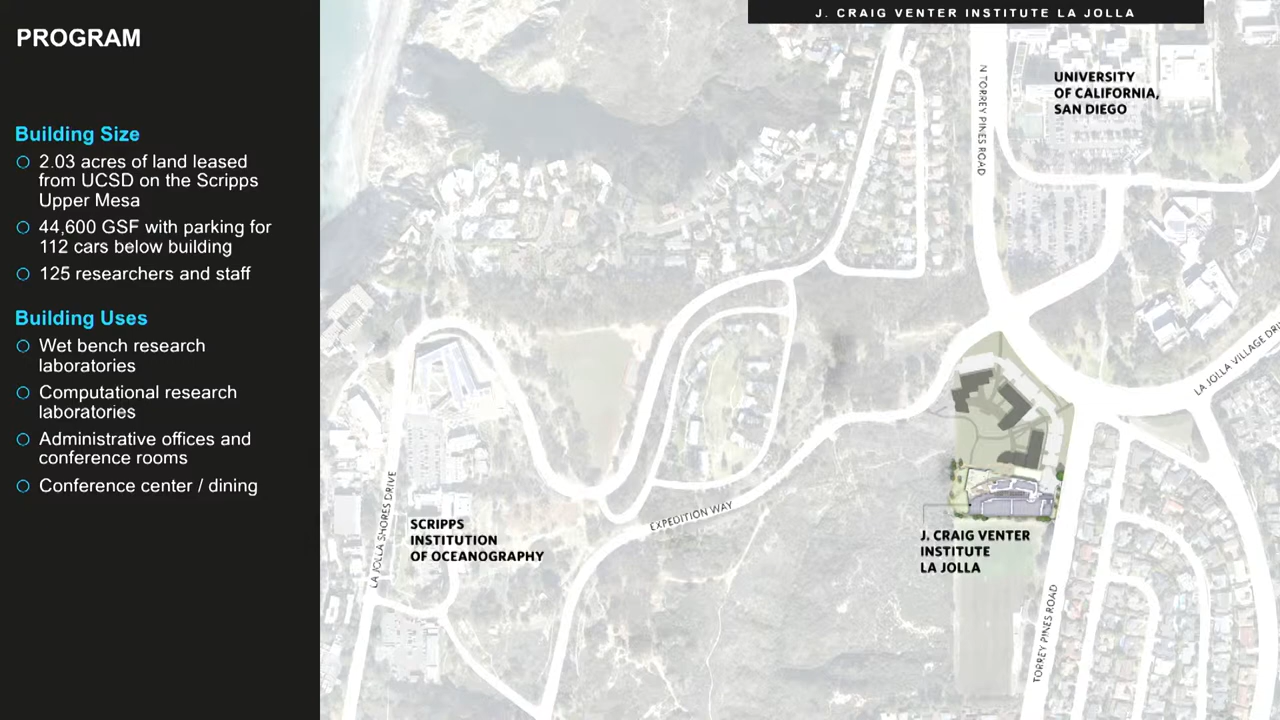 J. CRAIG VENTER INSTITUTE LA JOLLA
PROGRAM
Building Size
2.03 acres of land leased
from UCSD on the Scripps
Upper Mesa
44,600 GSF with parking for
112 cars below building
125 researchers and staff
Building Uses
Wet bench research
laboratories
Computational research
laboratories
Administrative offices and
conference rooms
Conference center / dining
N TORREY PINES ROAD
UNIVERSITY
OF CALIFORNIA,
SAN DIEGO
LA JOLLA VILLAGE DRI
LA JOLLA SHORES DRIVE
SCRIPPS
INSTITUTION
OF OCEANOGRAPHY
EXPEDITION WAY
J. CRAIG VENTER
INSTITUTE
LA JOLLA
TORREY PINES ROAD